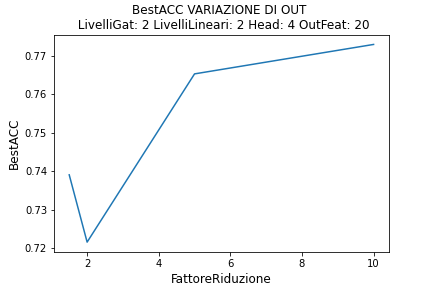 BestACC VARIAZIONE DI OUT
LivelliGat: 2 LivelliLineari: 2 Head: 4 OutFeat: 20
0.77
0.76
0.75
0.74
0.73
0.72
BestACC
2 4 6 8 10
FattoreRiduzione